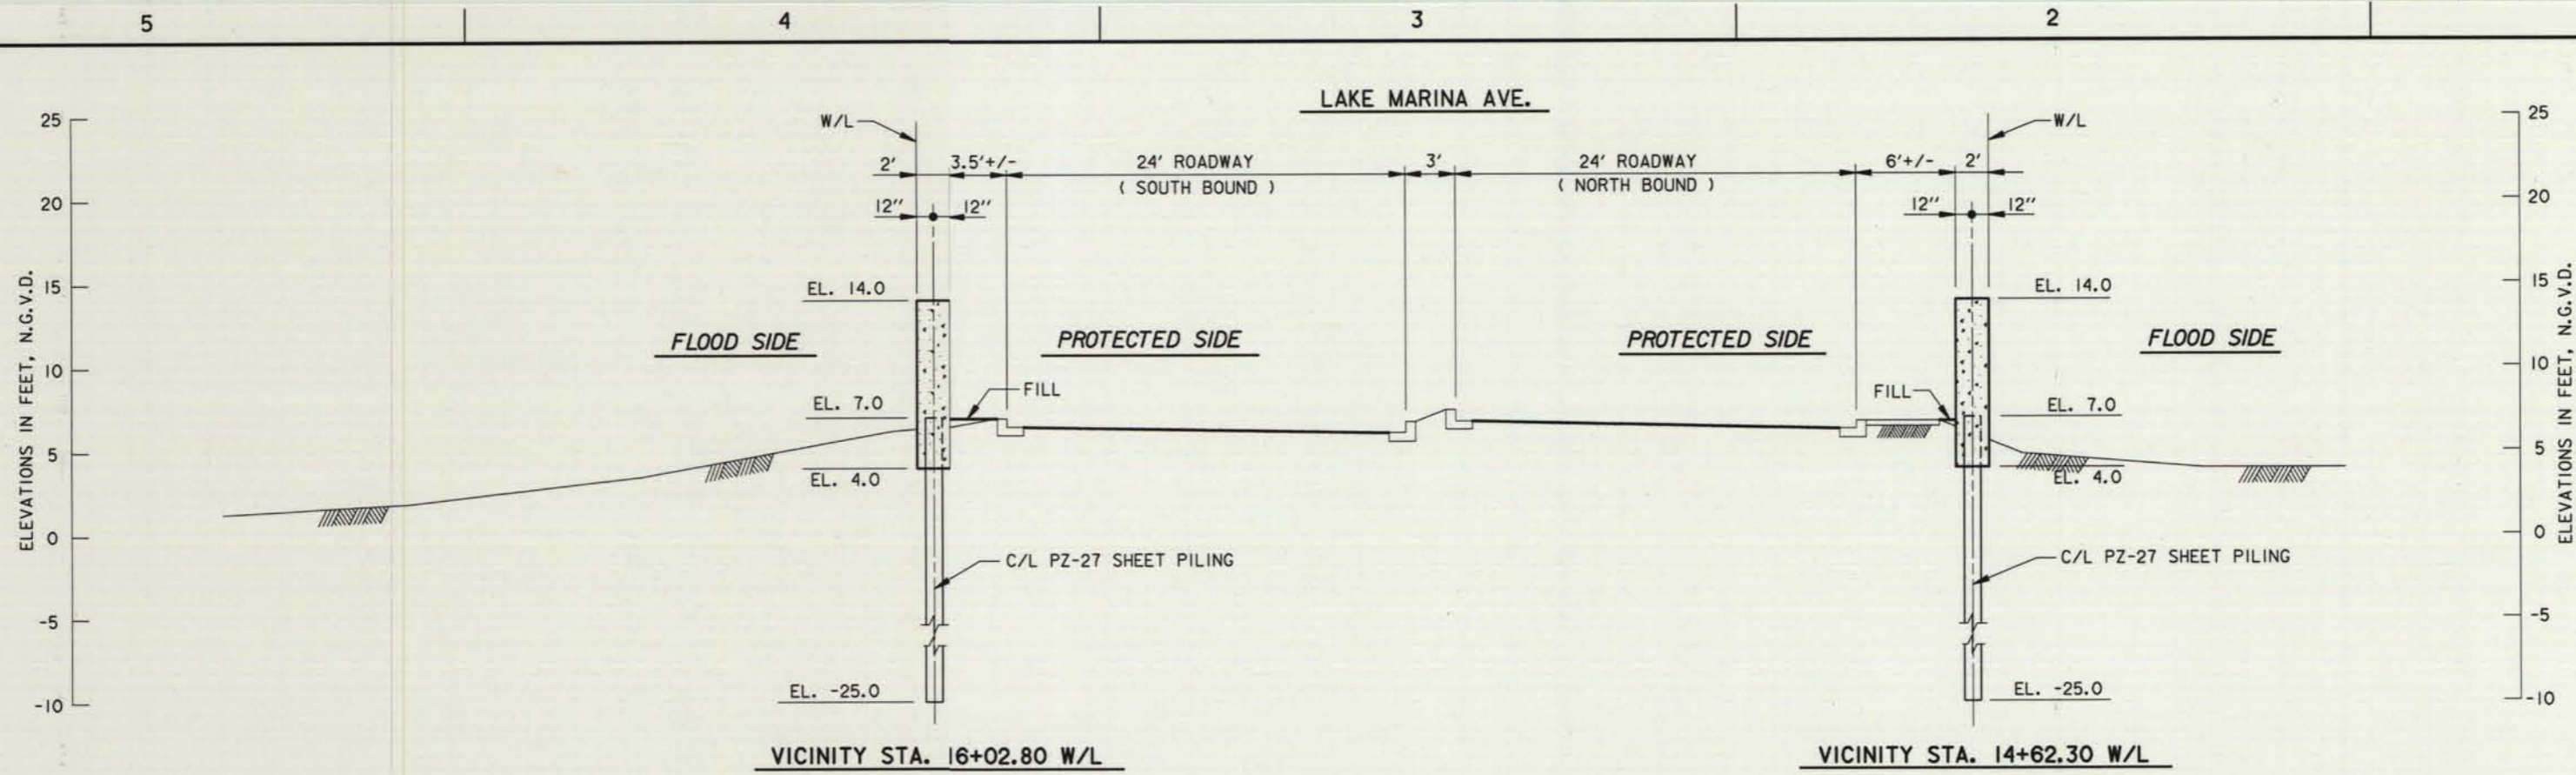 5 4 3 2
LAKE MARINA AVE.
W/L W/L
25 25
2' 3.5'+/- 24' ROADWAY 3' 24' ROADWAY 6'+/- 2'
( SOUTH BOUND ) ( NORTH BOUND )
20 20
12" 12" 12" 12"
15 15
EL. 14.0 EL. 14.0
FLOOD SIDE PROTECTED SIDE PROTECTED SIDE FLOOD SIDE
10 10
FILL FILL
EL. 7.0 EL. 7.0
5 5
EL. 4.0 EL. 4.0
ELEVATIONS IN FEET, N.G.V.D. ELEVATIONS IN FEET, N.G.V.D.
0 0
C/L PZ-27 SHEET PILING C/L PZ-27 SHEET PILING
-5 -5
EL. -25.0 EL. -25.0
-10 -10
VICINITY STA. 16+02.80 W/L VICINITY STA. 14+62.30 W/L